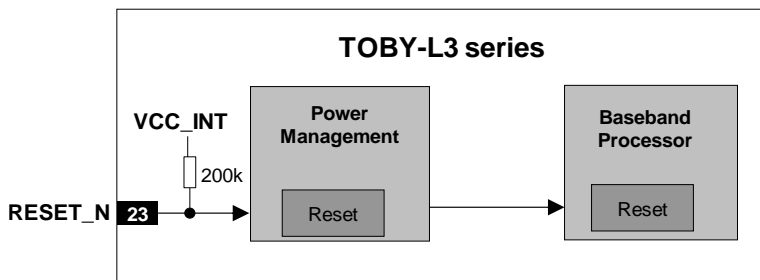 TOBY-L3 series
Power
Management
Baseband
Processor
VCC_INT
200k
RESET_N
23
Reset
Reset